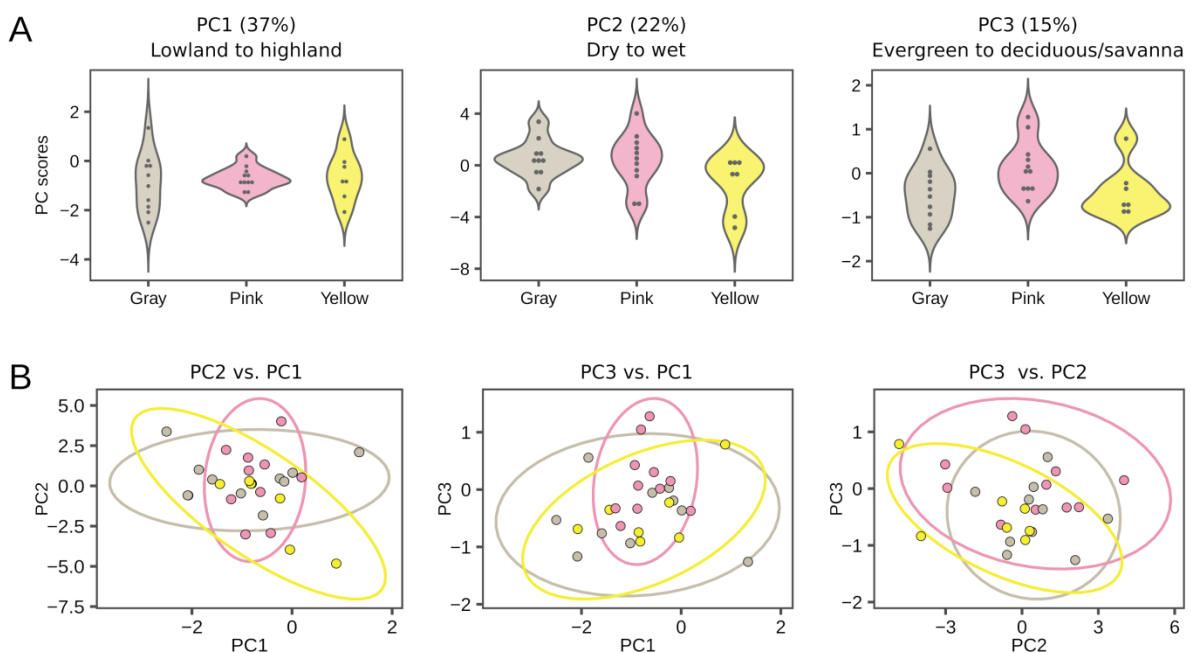 A
PC1 (37%)
Lowland to highland
PC2 (22%)
Dry to wet
PC3 (15%)
Evergreen to deciduous/savanna
PC scores
2
0
−2
−4
Gray
Pink
Yellow
4
0
−4
−8
Gray
Pink
Yellow
2
1
0
−1
−2
Gray
Pink
Yellow
B
PC2 vs. PC1
PC3 vs. PC1
PC3 vs. PC2
PC2
5.0
2.5
0.0
−2.5
−5.0
−7.5
−2
0
2
PC1
PC3
1
0
−1
−2
−2
0
2
PC1
PC3
1
0
−1
−2
−3
0
3
6
PC2